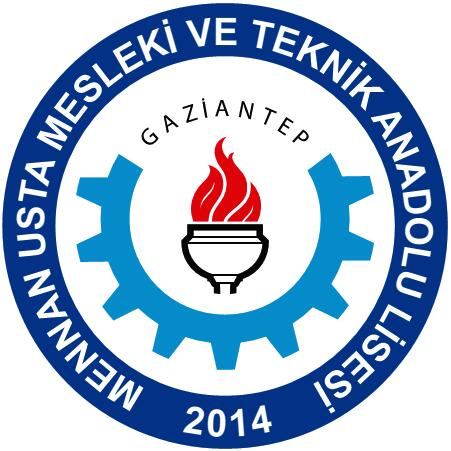 MENNAN USTA MESLEKİ VE TEKNİK ANADOLU LİSESİ
GAZİANTEP
2014